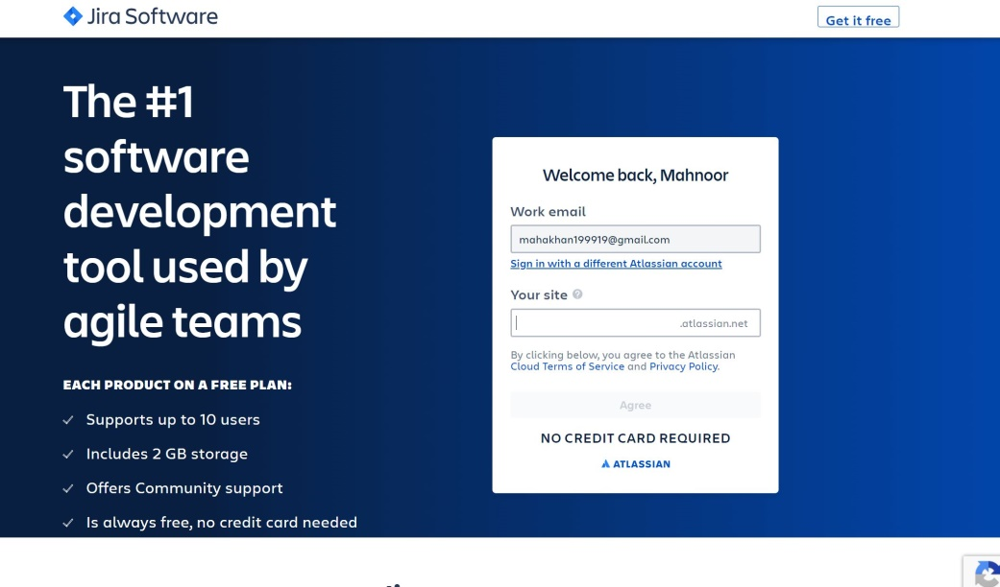 Jira Software
Get it free
The #1
software
development
tool used by
agile teams
EACH PRODUCT ON A FREE PLAN:
Supports up to 10 users
Includes 2 GB storage
Offers Community support
Is always free, no credit card needed
Welcome back, Mahnoor
Work email
mahakhan199919@gmail.com
Sign in with a different Atlassian account
Your site ?
.atlassian.net
By clicking below, you agree to the Atlassian
Cloud Terms of Service and Privacy Policy.
Agree
NO CREDIT CARD REQUIRED
ATLASSIAN